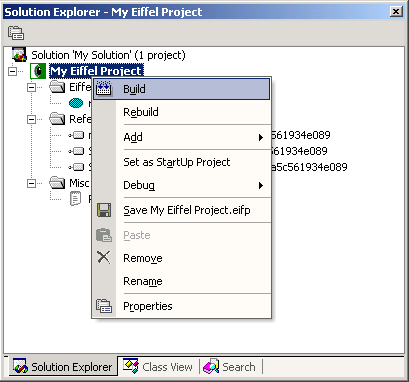 Solution Explorer - My Eiffel Project
Solution 'My Solution' (1 project)
My Eiffel Project
Build
Rebuild
Add
561934e089
Set as StartUp Project
561934e089
Debug
a5c561934e089
Save My Eiffel Project.eifp
Misc
Paste
Remove
Rename
Properties
Solution Explorer Class View Search